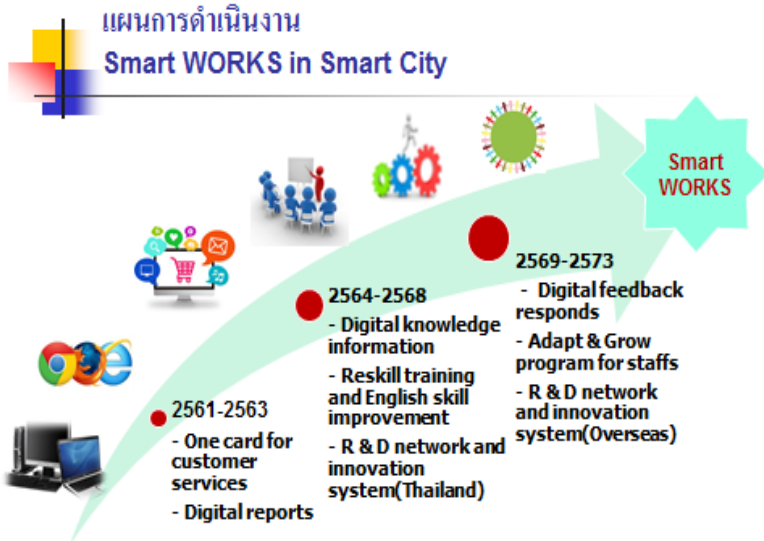 แผนการดำเนินงาน
Smart WORKS in Smart City
Smart
WORKS
2561-2563
- One card for
customer
services
- Digital reports
2564-2568
- Digital knowledge
information
- Reskill training
and English skill
improvement
- R & D network and
innovation
system(Thailand)
2569-2573
- Digital feedback
responds
- Adapt & Grow
program for staffs
- R & D network
and innovation
system(Overseas)